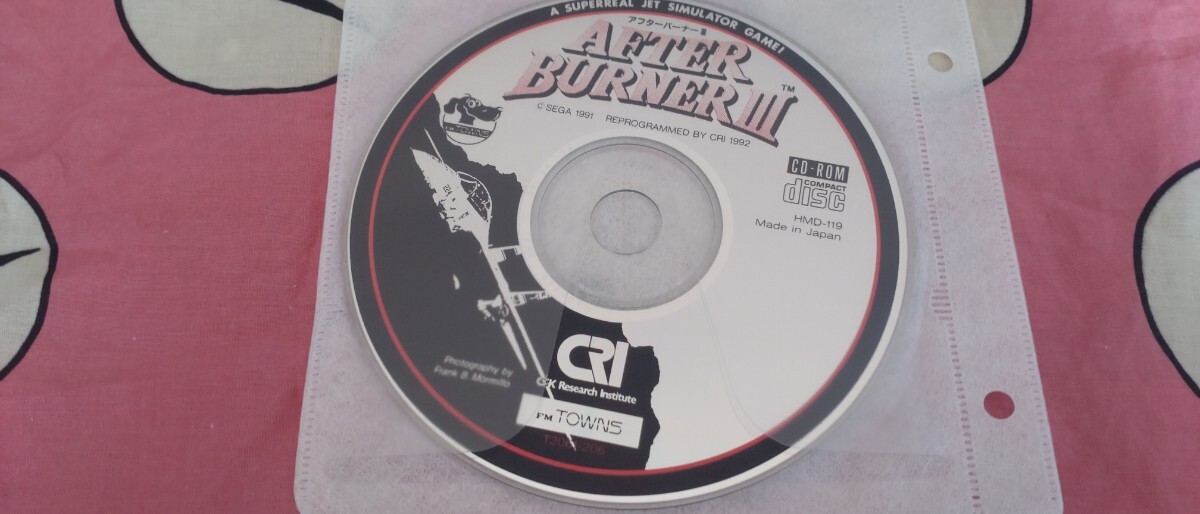 A SUPERREAL JET SIMULATOR GAME!
アフターバーナーⅢ
AFTER
BURNER III™
© SEGA 1991 REPROGRAMMED BY CRI 1992
TOWNS
CD-ROM
COMPACT
disc
HMD-119
Made in Japan
Photography by
Frank B. Mormillo
CRI
CSK Research Institute
FM TOWNS